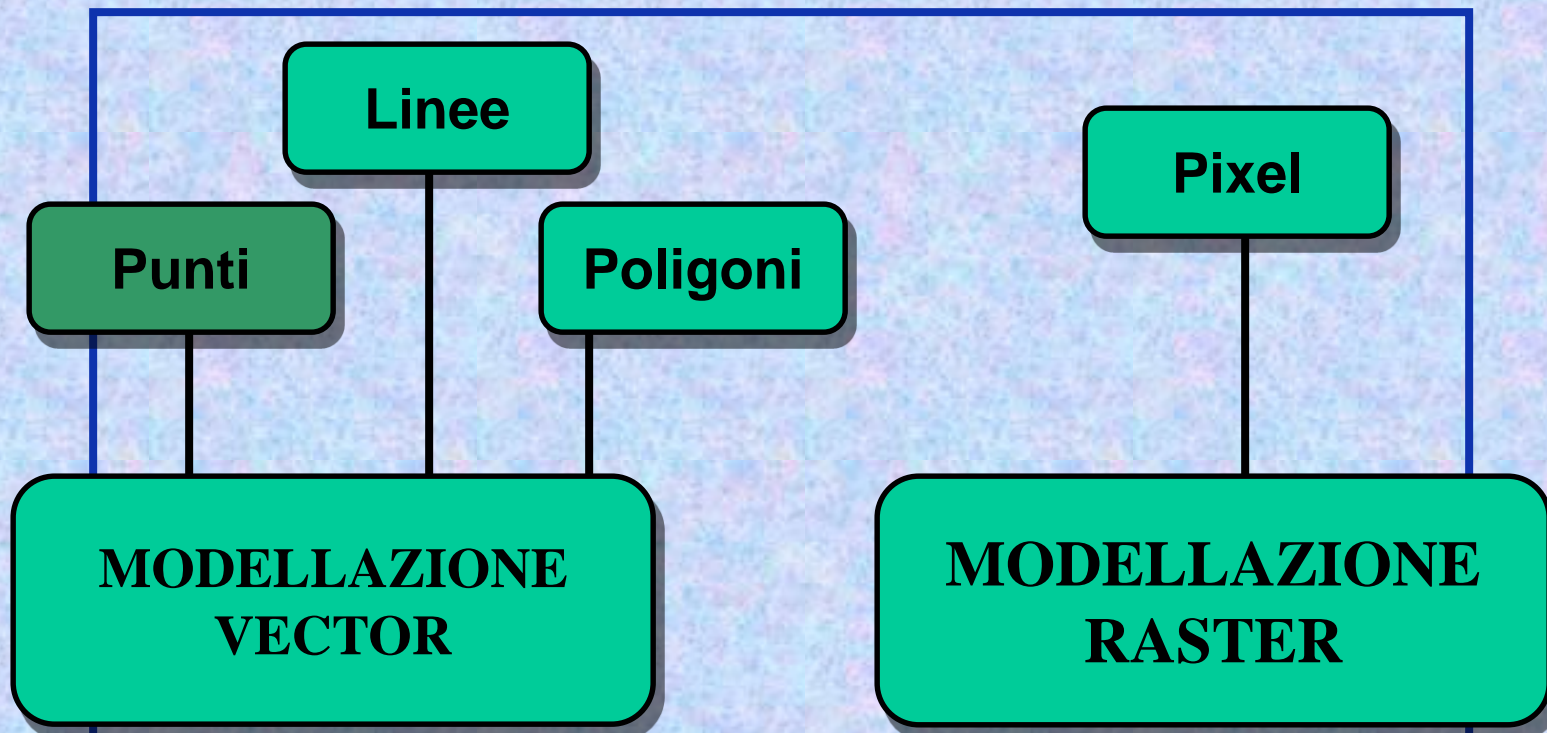 Linee
Pixel
Punti
Poligoni
MODELLAZIONE
VECTOR
MODELLAZIONE
RASTER